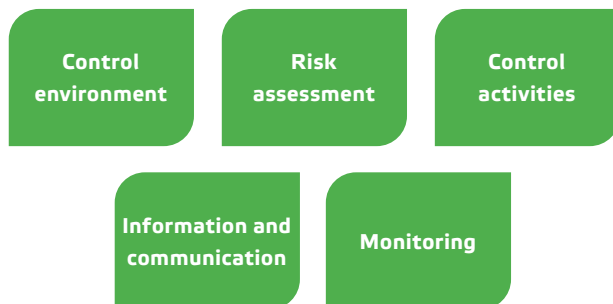 Control
environment
Risk
assessment
Control
activities
Information and
communication
Monitoring